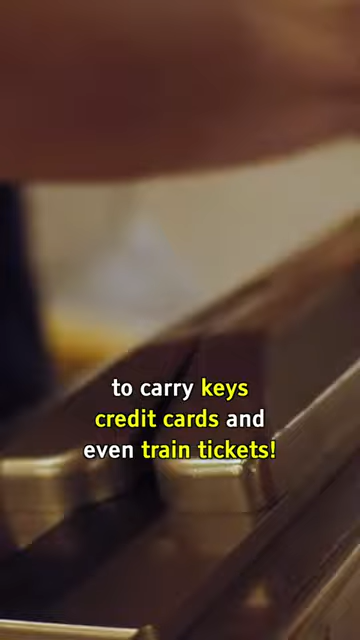 to carry keys
credit cards and
even train tickets!